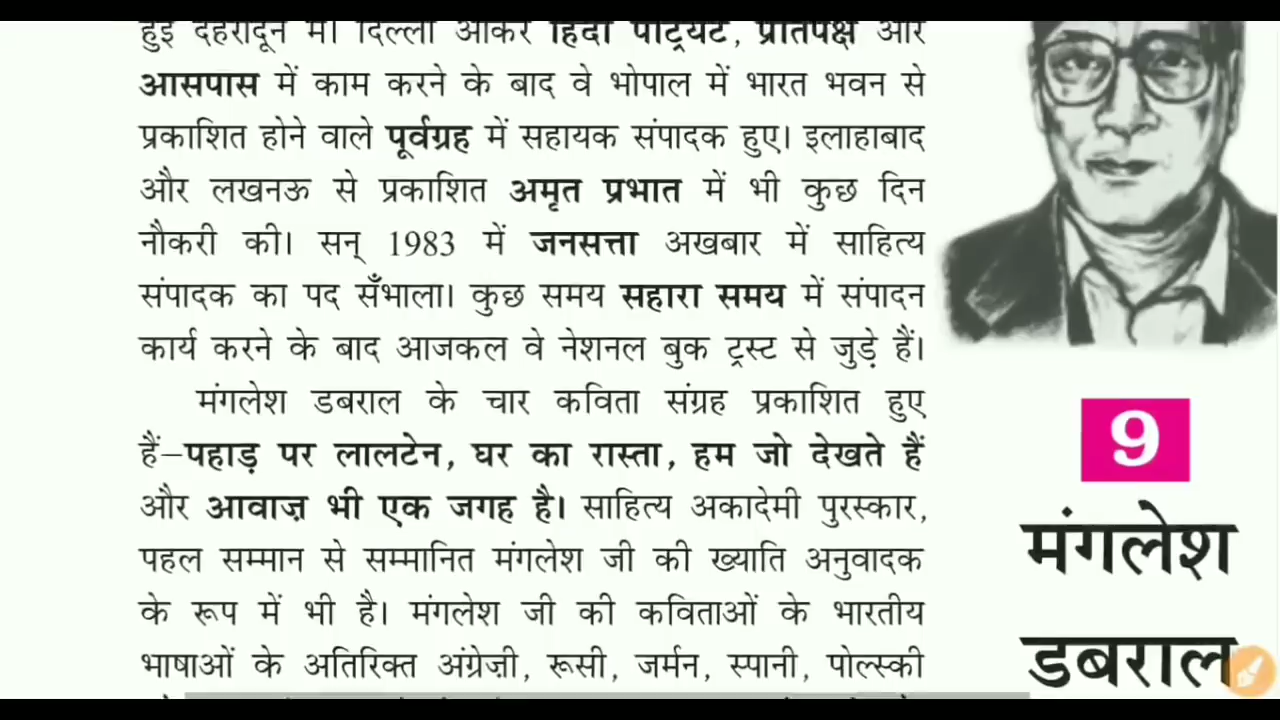 हुई देहरादून में। दिल्ली आकर हिंदी पेट्रियट, प्रतिपक्ष और
आसपास में काम करने के बाद वे भोपाल में भारत भवन से
प्रकाशित होने वाले पूर्वग्रह में सहायक संपादक हुए। इलाहाबाद
और लखनऊ से प्रकाशित अमृत प्रभात में भी कुछ दिन
नौकरी की। सन् 1983 में जनसत्ता अखबार में साहित्य
संपादक का पद सँभाला। कुछ समय सहारा समय में संपादन
कार्य करने के बाद आजकल वे नेशनल बुक ट्रस्ट से जुड़े हैं।
मंगलेश डबराल के चार कविता संग्रह प्रकाशित हुए
हैं–पहाड़ पर लालटेन, घर का रास्ता, हम जो देखते हैं
और आवाज़ भी एक जगह है। साहित्य अकादेमी पुरस्कार,
पहल सम्मान से सम्मानित मंगलेश जी की ख्याति अनुवादक
के रूप में भी है। मंगलेश जी की कविताओं के भारतीय
भाषाओं के अतिरिक्त अंग्रेज़ी, रूसी, जर्मन, स्पानी, पोल्स्की
9
मंगलेश
डबराल